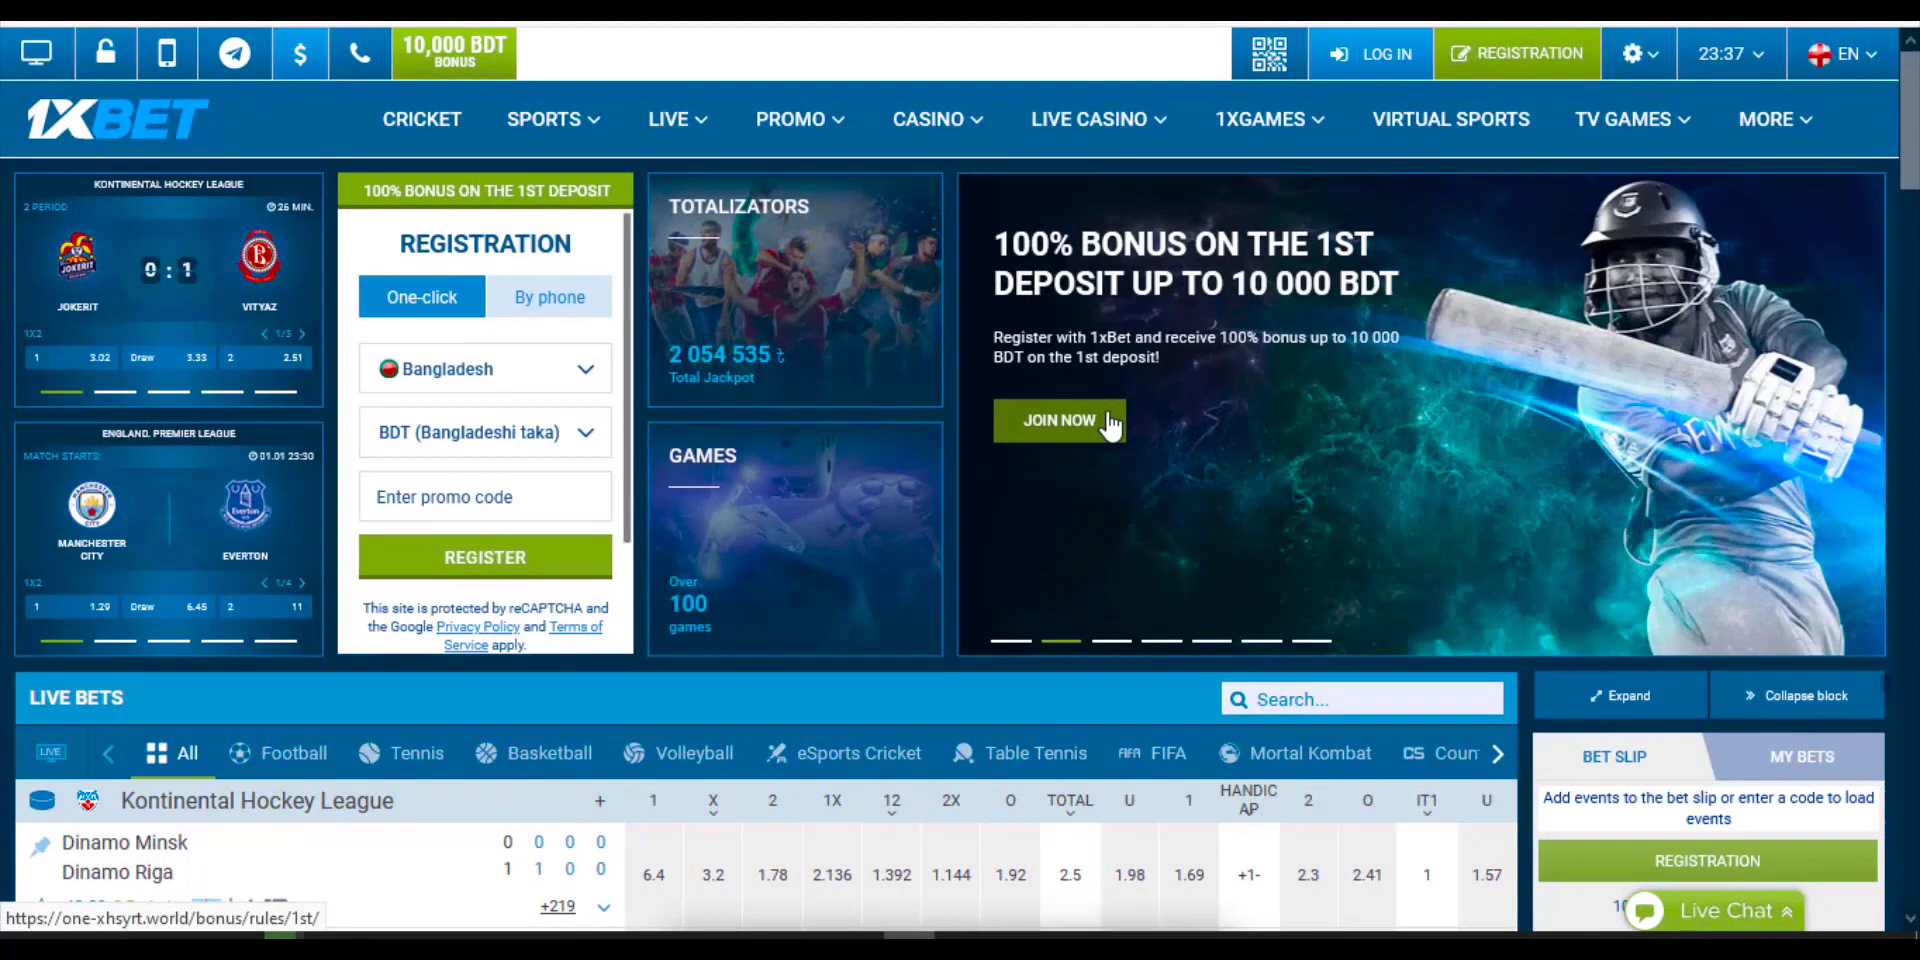 10,000 BDT
BONUS
LOG IN
REGISTRATION
23:37
EN
1XBET
CRICKET
SPORTS
LIVE
PROMO
CASINO
LIVE CASINO
1XGAMES
VIRTUAL SPORTS
TV GAMES
MORE
KONTINENTAL HOCKEY LEAGUE
2 PERIOD
26 MIN.
JOKERIT
0 : 1
JOKERIT
VITYAZ
1X2
1/3
1 3.02 Draw 3.33 2 2.51
ENGLAND. PREMIER LEAGUE
MATCH STARTS:
01.01 23:30
Everton
MANCHESTER
CITY
EVERTON
1X2
1/4
1 1.29 Draw 6.45 2 11
100% BONUS ON THE 1ST DEPOSIT
REGISTRATION
One-click
By phone
Bangladesh
BDT (Bangladeshi taka)
Enter promo code
REGISTER
This site is protected by reCAPTCHA and
the Google Privacy Policy and Terms of
Service apply.
TOTALIZATORS
2 054 535 ₺
Total Jackpot
GAMES
Over
100
games
100% BONUS ON THE 1ST
DEPOSIT UP TO 10 000 BDT
Register with 1xBet and receive 100% bonus up to 10 000
BDT on the 1st deposit!
JOIN NOW
LIVE BETS
Search...
LIVE
All
Football
Tennis
Basketball
Volleyball
eSports Cricket
Table Tennis
FIFA FIFA
Mortal Kombat
CS Coun
Kontinental Hockey League
+ 1 X 2 1X 12 2X O TOTAL U 1 HANDIC
AP 2 O IT1 U
Dinamo Minsk 0 0 0 0
Dinamo Riga 1 1 0 0
6.4 3.2 1.78 2.136 1.392 1.144 1.92 2.5 1.98 1.69 +1- 2.3 2.41 1 1.57
+219
https://one-xhsyrt.world/bonus/rules/1st/
Expand
Collapse block
BET SLIP
MY BETS
Add events to the bet slip or enter a code to load
events
REGISTRATION
Live Chat